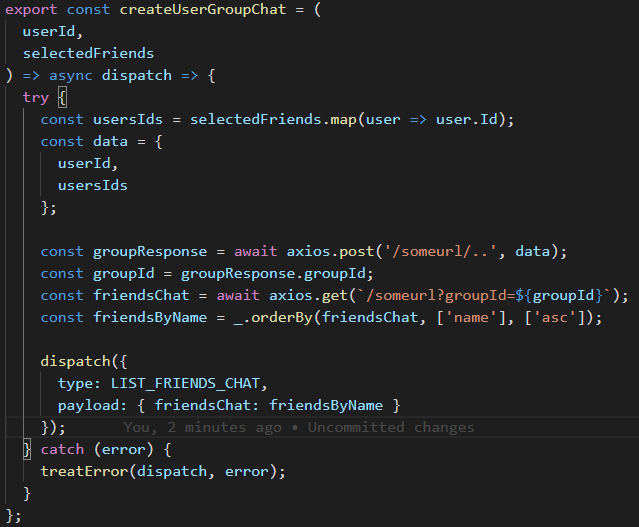 export const createUserGroupChat = (
  userId,
  selectedFriends
) => async dispatch => {
  try {
    const usersIds = selectedFriends.map(user => user.Id);
    const data = {
      userId,
      usersIds
    };

    const groupResponse = await axios.post('/someurl/..', data);
    const groupId = groupResponse.groupId;
    const friendsChat = await axios.get(`/someurl?groupId=${groupId}`);
    const friendsByName = _.orderBy(friendsChat, ['name'], ['asc']);

    dispatch({
      type: LIST_FRIENDS_CHAT,
      payload: { friendsChat: friendsByName }
    });      You, 2 minutes ago • Uncommitted changes
  } catch (error) {
    treatError(dispatch, error);
  }
};